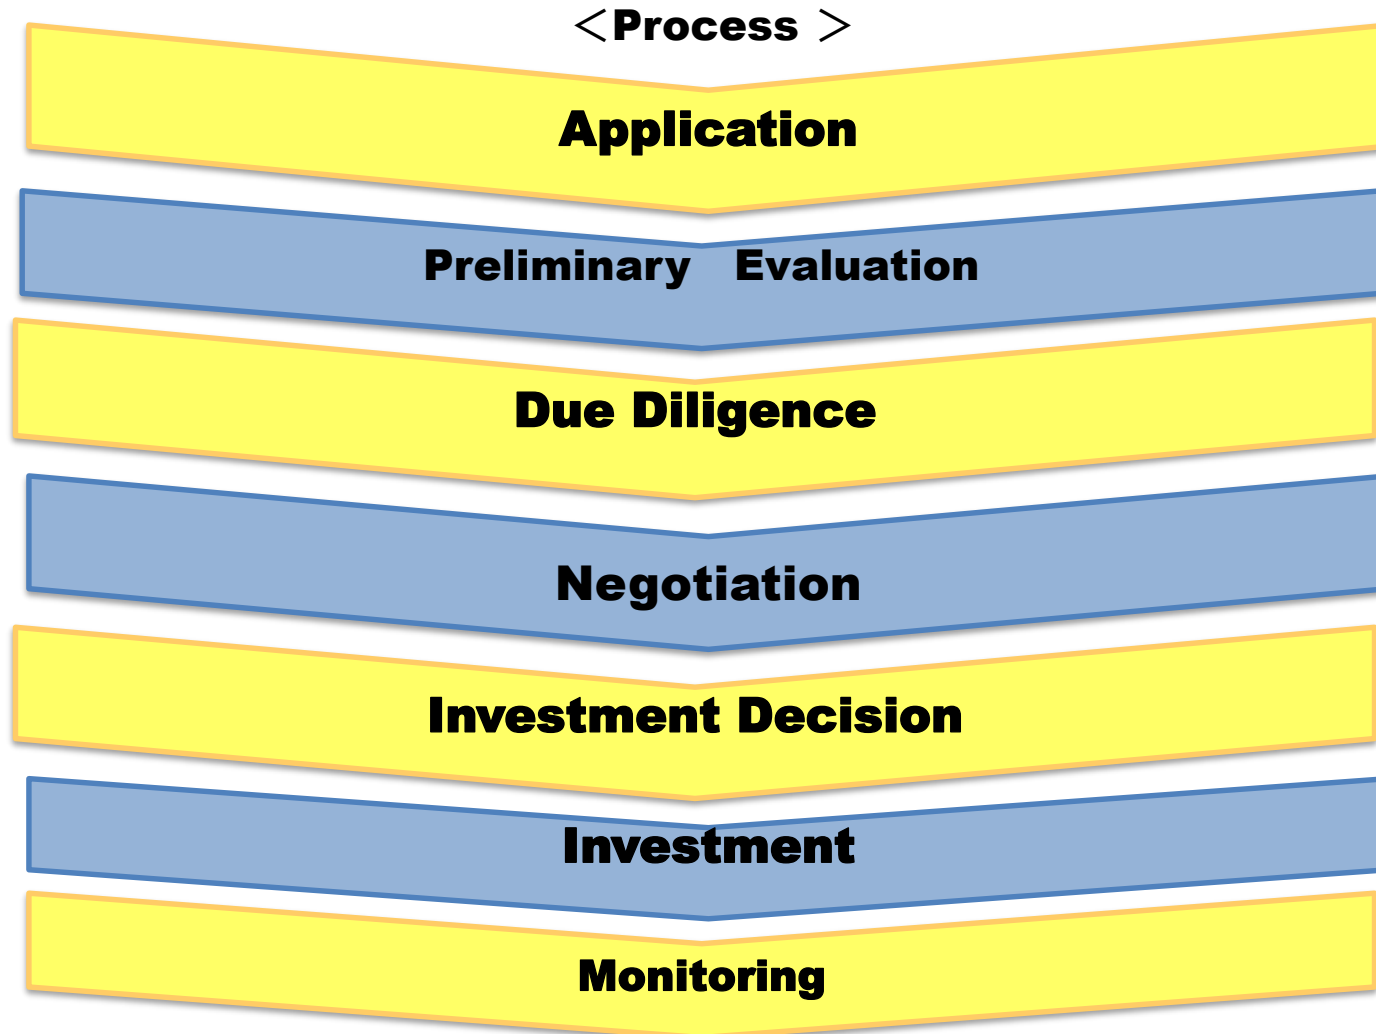 ＜Process ＞
Application
Preliminary　Evaluation
Due Diligence
Negotiation
Investment Decision
Investment
Monitoring